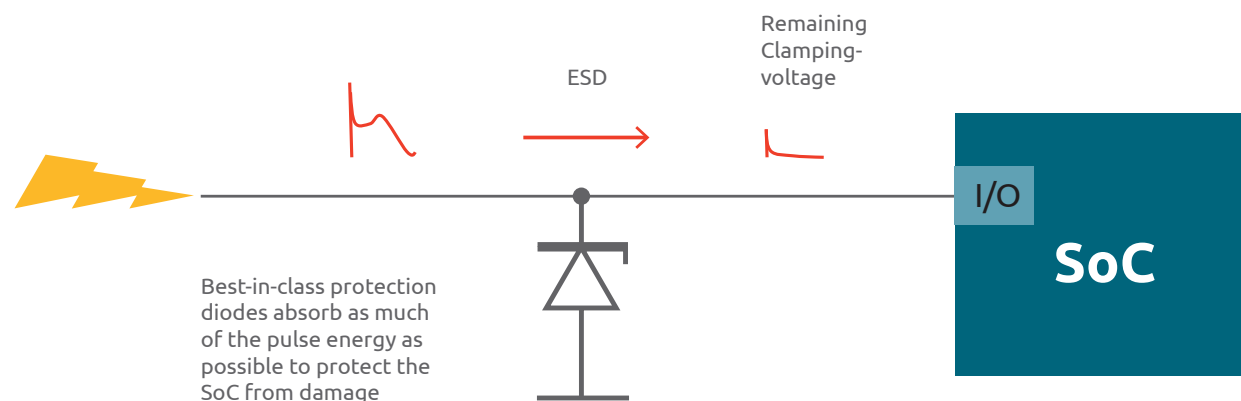 Remaining
Clamping-
voltage
ESD
I/O
SoC
Best-in-class protection
diodes absorb as much
of the pulse energy as
possible to protect the
SoC from damage